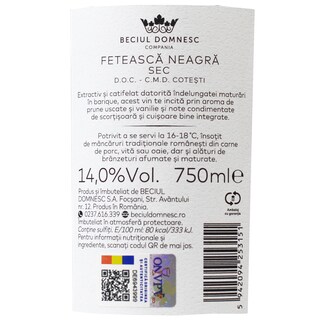 BECIUL DOMNESC
COMPANIA
FETEASCĂ NEAGRĂ
SEC
D.O.C. - C.M.D. COTEȘTI
Extractiv și catifelat datorită îndelungatei maturări
în barique, acest vin te incită prin aroma de
prune uscate și vanilie și note condimentate
de scorțișoară și cuișoare bine integrate.
Potrivit a se servi la 16-18°C, însoțit
de mâncăruri tradiționale românești din carne
de porc, vită sau oaie, dar și alături de
brânzeturi afumate și maturate.
14,0%Vol. 750ml e
Produs și îmbuteliat de BECIUL
DOMNESC S.A. Focșani, Str. Avântului
nr. 12. Produs în România.
0237.616.339 beciuldomnesc.ro
Îmbuteliat în atmosferă protectoare.
Conține sulfiți. E/100 ml: 80 kcal/333 kJ.
Pentru informații nutriționale și
ingrediente, scanați codul QR de mai jos.
ONVPV
5942094253151